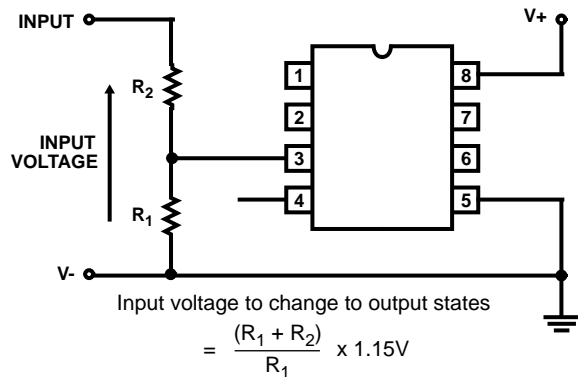 INPUT
V+
R2
INPUT
VOLTAGE
R1
1
2
3
4
8
7
6
5
V-
Input voltage to change to output states
= (R1 + R2) / R1 x 1.15V